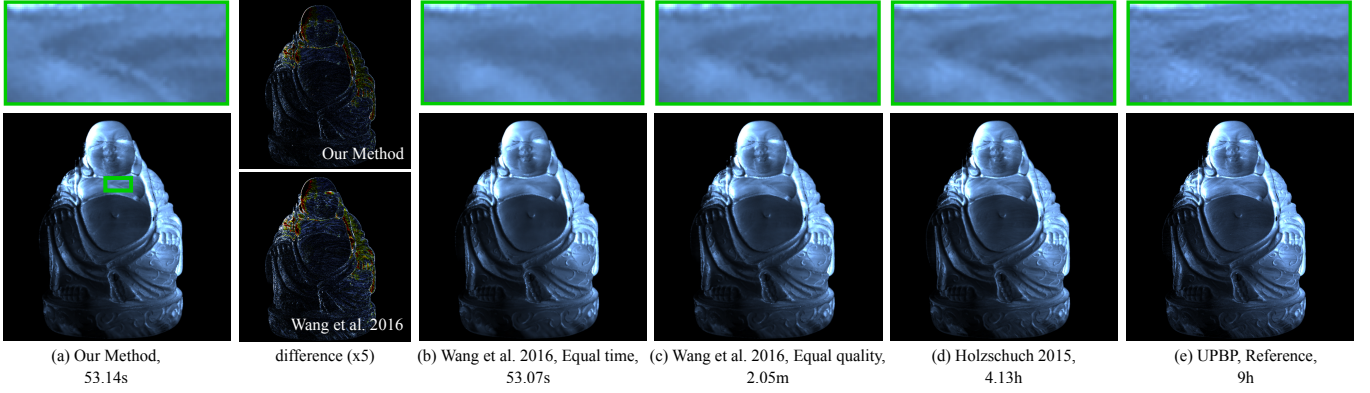 Our Method
Wang et al. 2016
(a) Our Method,
53.14s
difference (x5)
(b) Wang et al. 2016, Equal time,
53.07s
(c) Wang et al. 2016, Equal quality,
2.05m
(d) Holzschuch 2015,
4.13h
(e) UPBP, Reference,
9h